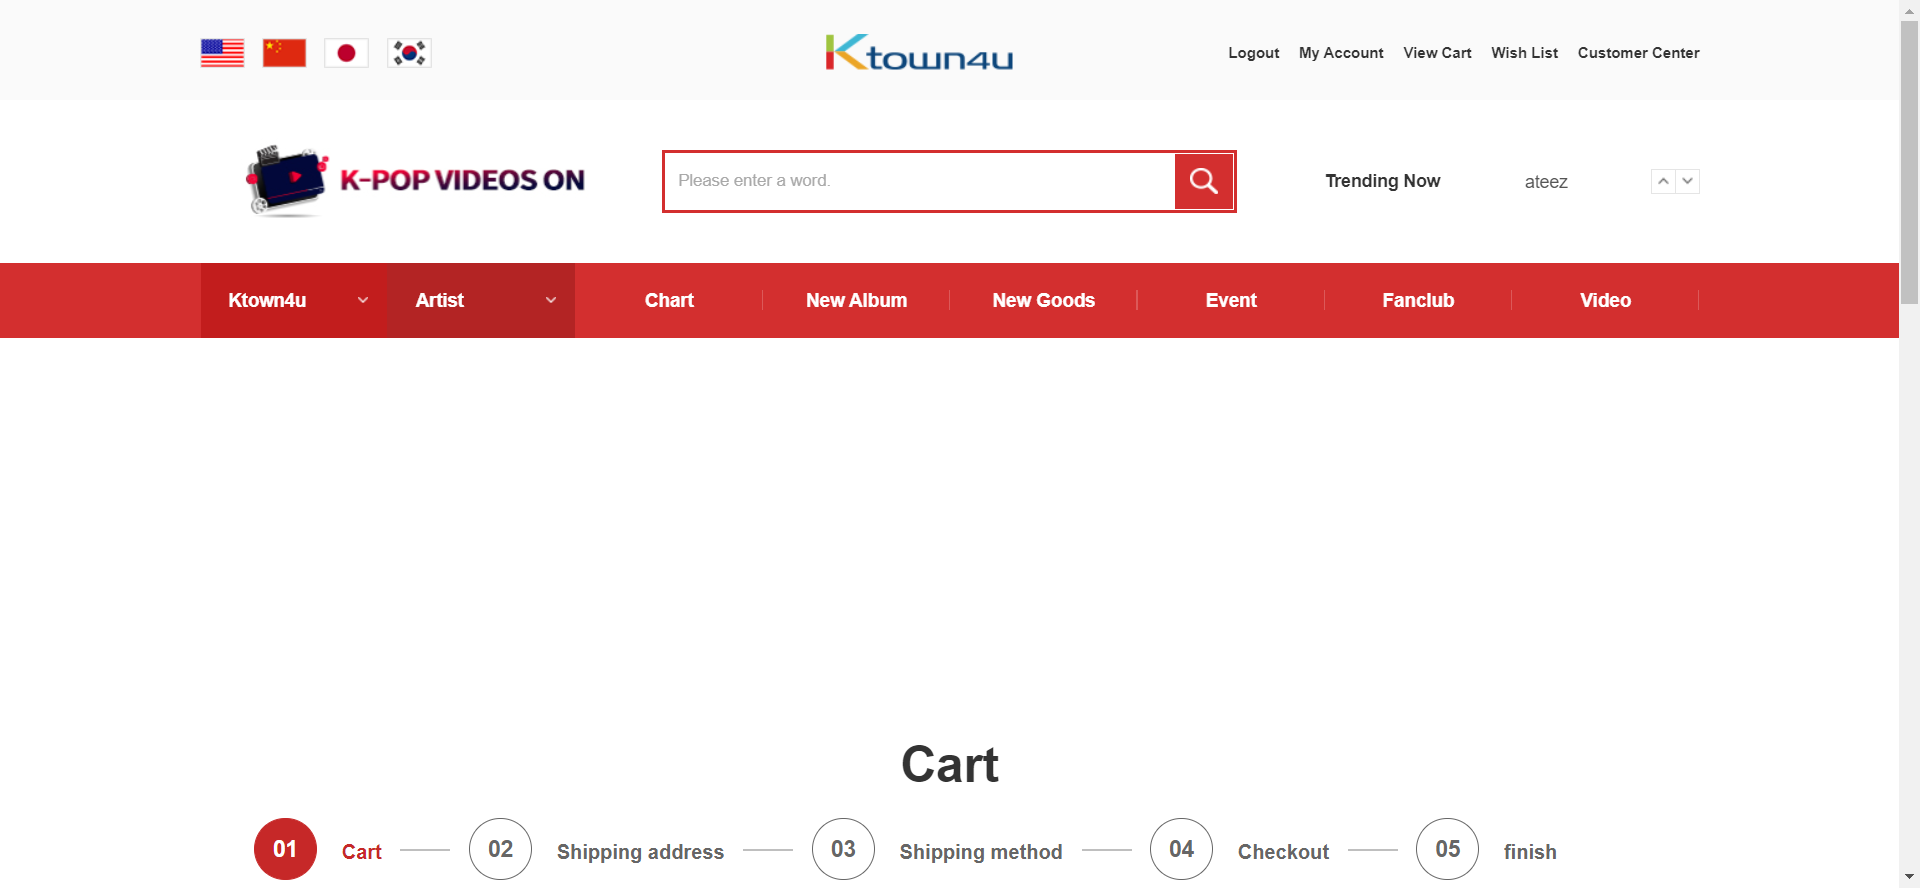 Ktown4u
Logout My Account View Cart Wish List Customer Center
K-POP VIDEOS ON
Please enter a word.
Trending Now ateez
Ktown4u Artist Chart New Album New Goods Event Fanclub Video
Cart
01 Cart 02 Shipping address 03 Shipping method 04 Checkout 05 finish